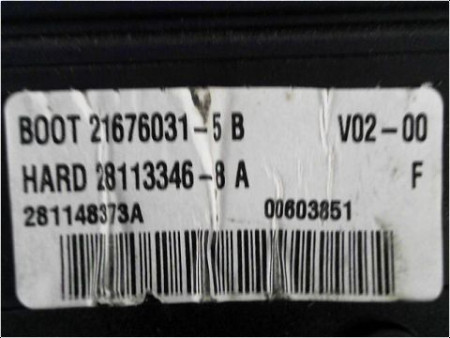 BOOT 21676031-5 B V02-00
HARD 28113346-8 A F
281148373A 00603851